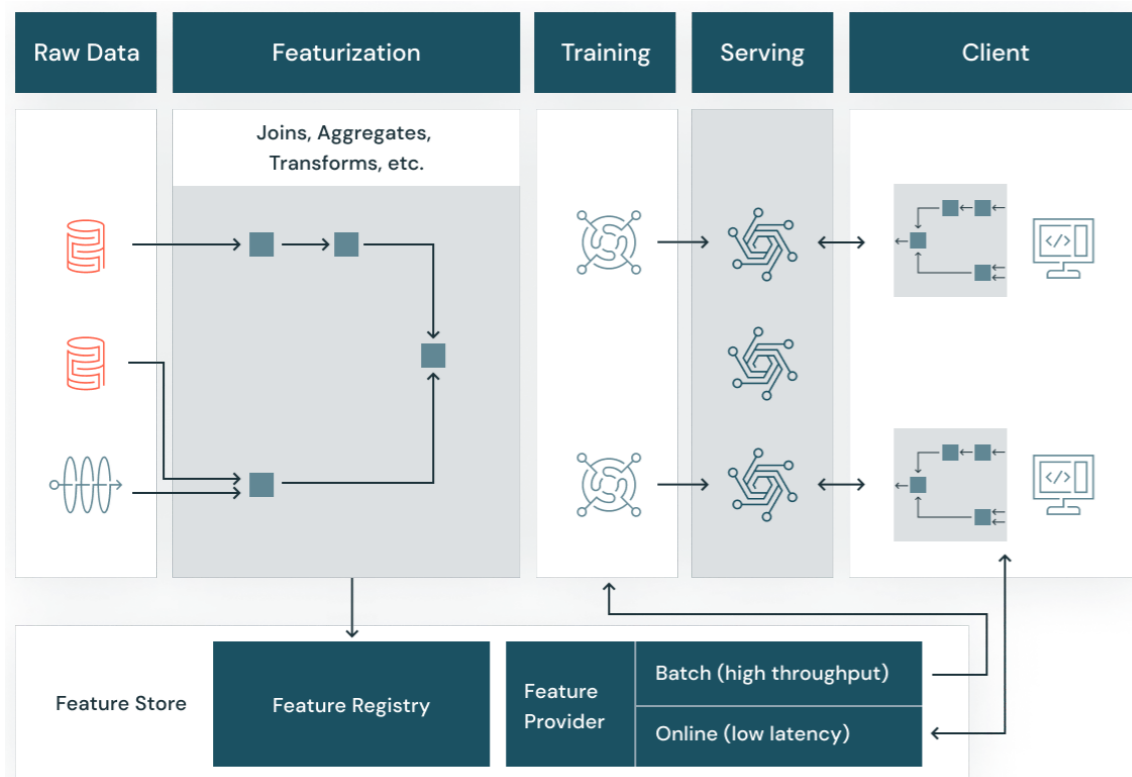 Raw Data
Featurization
Training
Serving
Client
Joins, Aggregates,
Transforms, etc.
</>
</>
Feature Store
Feature Registry
Feature
Provider
Batch (high throughput)
Online (low latency)